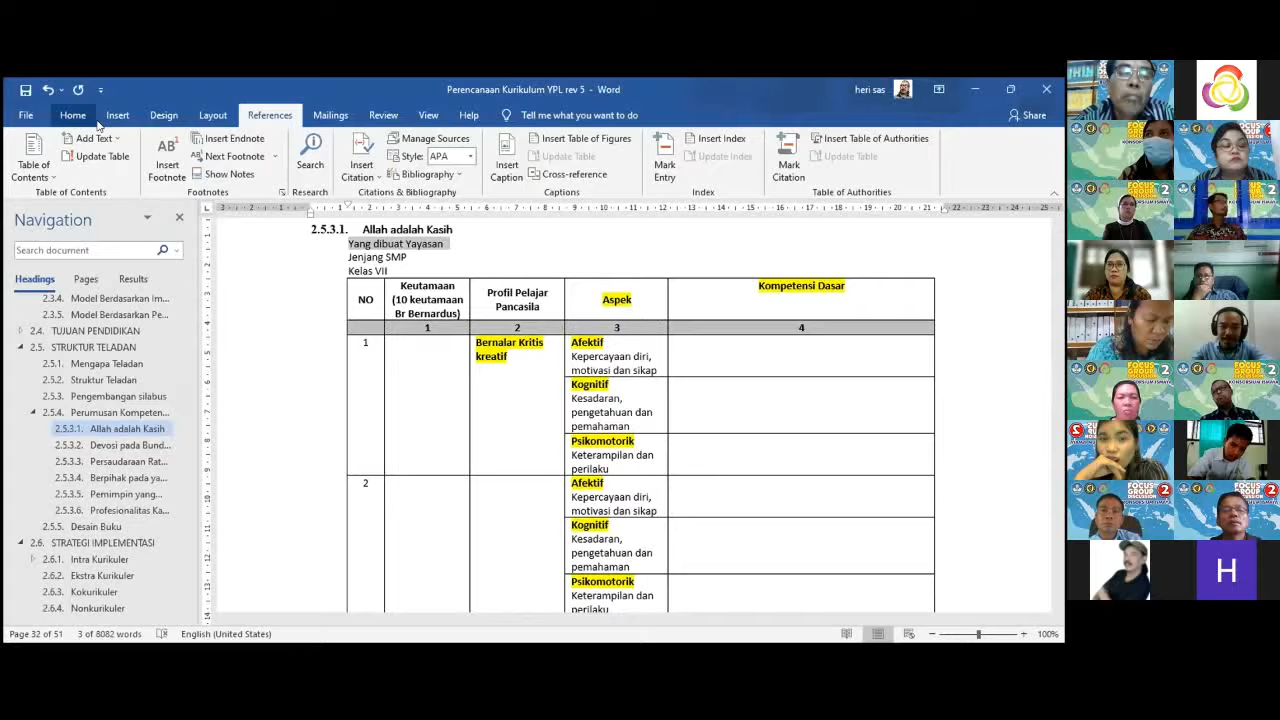 Perencanaan Kurikulum YPL rev 5 - Word
heri sas
File Home Insert Design Layout References Mailings Review View Help Tell me what you want to do Share
Table of Contents
Add Text
Update Table
Table of Contents
AB1
Insert Footnote
Insert Endnote
Next Footnote
Show Notes
Footnotes
Search
Research
Insert Citation
Manage Sources
Style: APA
Bibliography
Citations & Bibliography
Insert Caption
Insert Table of Figures
Update Table
Cross-reference
Captions
Mark Entry
Insert Index
Update Index
Index
Mark Citation
Insert Table of Authorities
Update Table
Table of Authorities
Navigation
Search document
Headings Pages Results
2.3.4. Model Berdasarkan Im...
2.3.5. Model Berdasarkan Pe...
2.4. TUJUAN PENDIDIKAN
2.5. STRUKTUR TELADAN
2.5.1. Mengapa Teladan
2.5.2. Struktur Teladan
2.5.3. Pengembangan silabus
2.5.4. Perumusan Kompeten...
2.5.3.1. Allah adalah Kasih
2.5.3.2. Devosi pada Bund...
2.5.3.3. Persaudaraan Rat...
2.5.3.4. Berpihak pada ya...
2.5.3.5. Pemimpin yang...
2.5.3.6. Profesionalitas Ka...
2.5.5. Desain Buku
2.6. STRATEGI IMPLEMENTASI
2.6.1. Intra Kurikuler
2.6.2. Ekstra Kurikuler
2.6.3. Kokurikuler
2.6.4. Nonkurikuler
2.5.3.1. Allah adalah Kasih
Yang dibuat Yayasan
Jenjang SMP
Kelas VII
NO
Keutamaan
(10 keutamaan
Br Bernardus)
Profil Pelajar
Pancasila
Aspek
Kompetensi Dasar
1 2 3 4
1
Bernalar Kritis
kreatif
Afektif
Kepercayaan diri,
motivasi dan sikap
Kognitif
Kesadaran,
pengetahuan dan
pemahaman
Psikomotorik
Keterampilan dan
perilaku
2
Afektif
Kepercayaan diri,
motivasi dan sikap
Kognitif
Kesadaran,
pengetahuan dan
pemahaman
Psikomotorik
Keterampilan dan
perilaku
Page 32 of 51 3 of 8082 words English (United States) 100%
FOCUS GROUP DISCUSSION 2
H